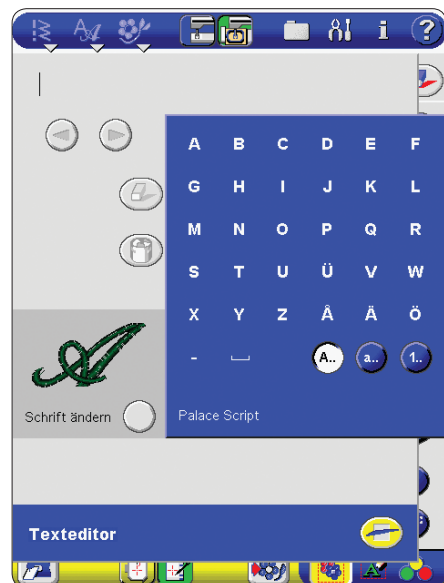 i ?
A B C D E F
G H I J K L
M N O P Q R
S T U Ü V W
X Y Z Å Ä Ö
- A.. a.. 1..
Schrift ändern
Palace Script
Texteditor